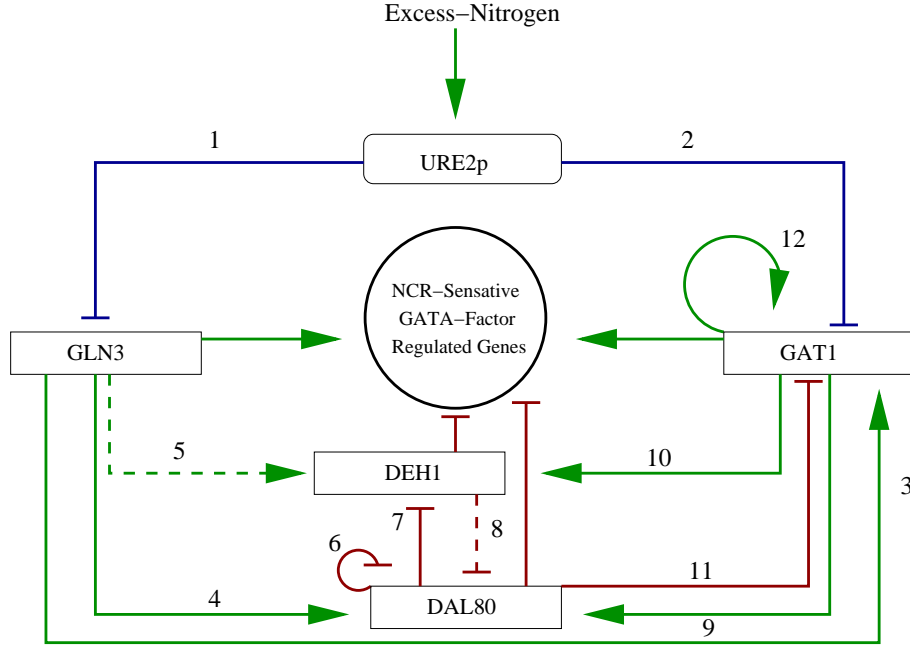 Excess−Nitrogen
1
2
URE2p
12
NCR−Sensative
GATA−Factor
Regulated Genes
GLN3
GAT1
5
10
3
DEH1
7
8
6
4
11
DAL80
9